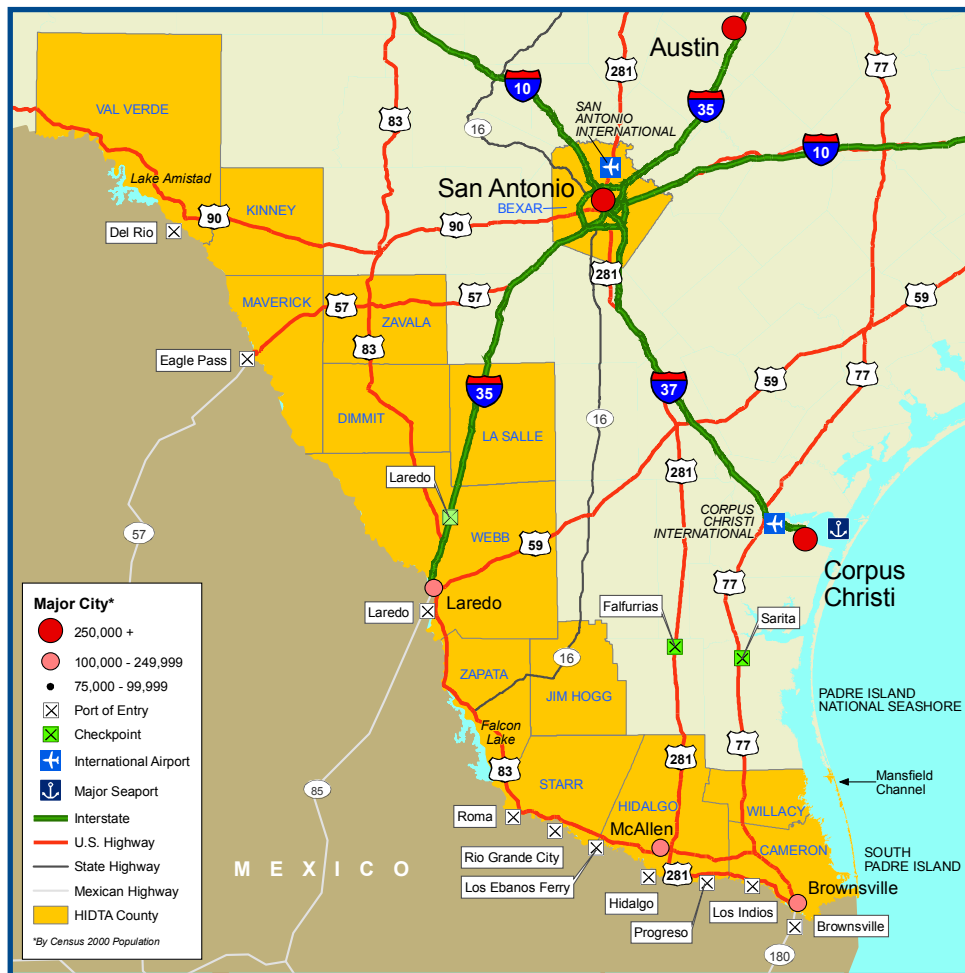 Austin
281
77
10
35
83
SAN
ANTONIO
INTERNATIONAL
VAL VERDE
16
10
Lake Amistad
San Antonio
BEXAR
KINNEY
90
90
Del Rio
281
59
MAVERICK
57
57
ZAVALA
83
Eagle Pass
77
59
35
37
DIMMIT
16
LA SALLE
281
Laredo
CORPUS
CHRISTI
INTERNATIONAL
57
WEBB
59
Corpus
Christi
77
Laredo
Laredo
Falfurrias
Sarita
16
ZAPATA
JIM HOGG
PADRE ISLAND
NATIONAL SEASHORE
Falcon
Lake
77
281
83
Mansfield
Channel
STARR
85
HIDALGO
WILLACY
Roma
McAllen
CAMERON
Rio Grande City
SOUTH
PADRE ISLAND
MEXICO
281
Los Ebanos Ferry
Brownsville
Hidalgo
Los Indios
Progreso
Brownsville
180
Major City*
250,000 +
100,000 - 249,999
75,000 - 99,999
Port of Entry
Checkpoint
International Airport
Major Seaport
Interstate
U.S. Highway
State Highway
Mexican Highway
HIDTA County
*By Census 2000 Population